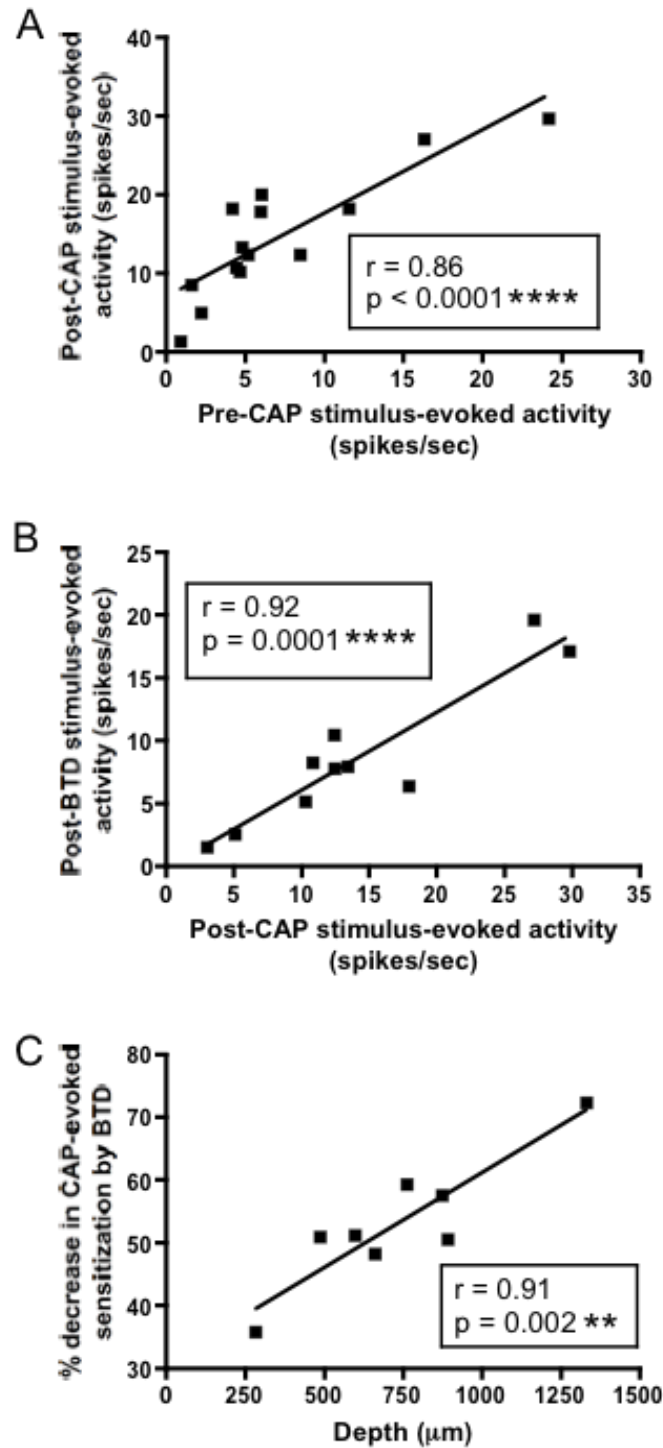 A
Post-CAP stimulus-evoked
activity (spikes/sec)
40
30
20
10
0
r = 0.86
p < 0.0001 ****
0 5 10 15 20 25 30
Pre-CAP stimulus-evoked activity
(spikes/sec)
B
Post-BTD stimulus-evoked
activity (spikes/sec)
25
20
15
10
5
0
r = 0.92
p = 0.0001 ****
0 5 10 15 20 25 30 35
Post-CAP stimulus-evoked activity
(spikes/sec)
C
% decrease in CAP-evoked
sensitization by BTD
80
70
60
50
40
30
r = 0.91
p = 0.002 **
0 250 500 750 1000 1250 1500
Depth (μm)